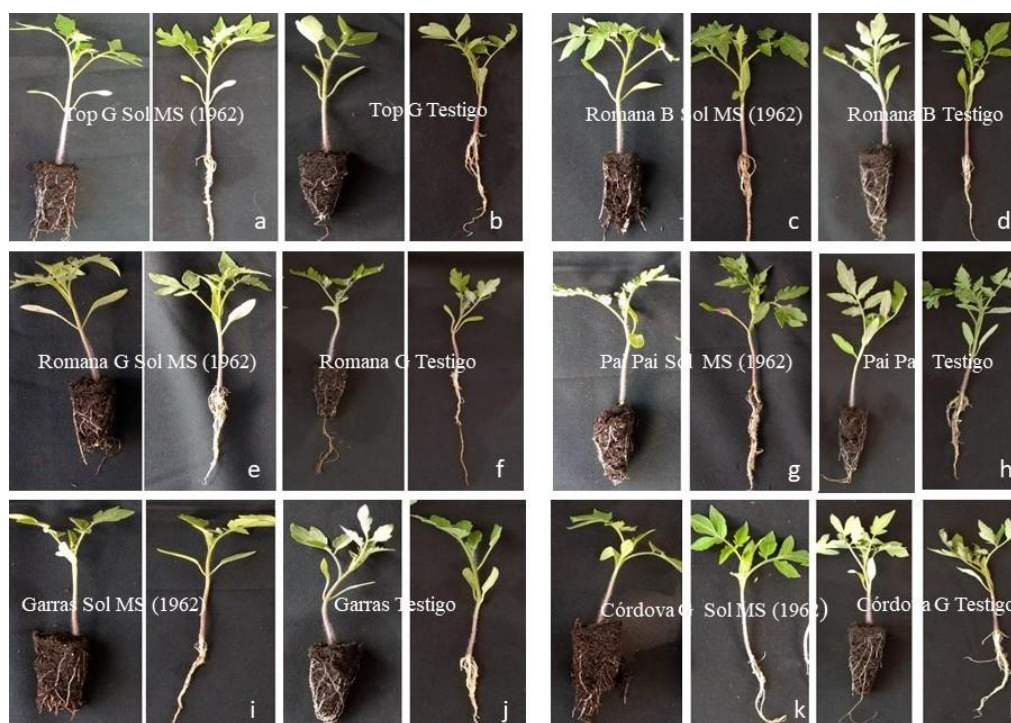 Top G Sol MS (1962)
a
Top G Testigo
b
Romana B Sol MS (1962)
c
Romana B Testigo
d
Romana G Sol MS (1962)
e
Romana G Testigo
f
Pai Pai Sol MS (1962)
g
Pai Pa Testigo
h
Garras Sol MS (1962)
i
Garras Testigo
j
Córdova G Sol MS (1962)
k
Córdova G Testigo